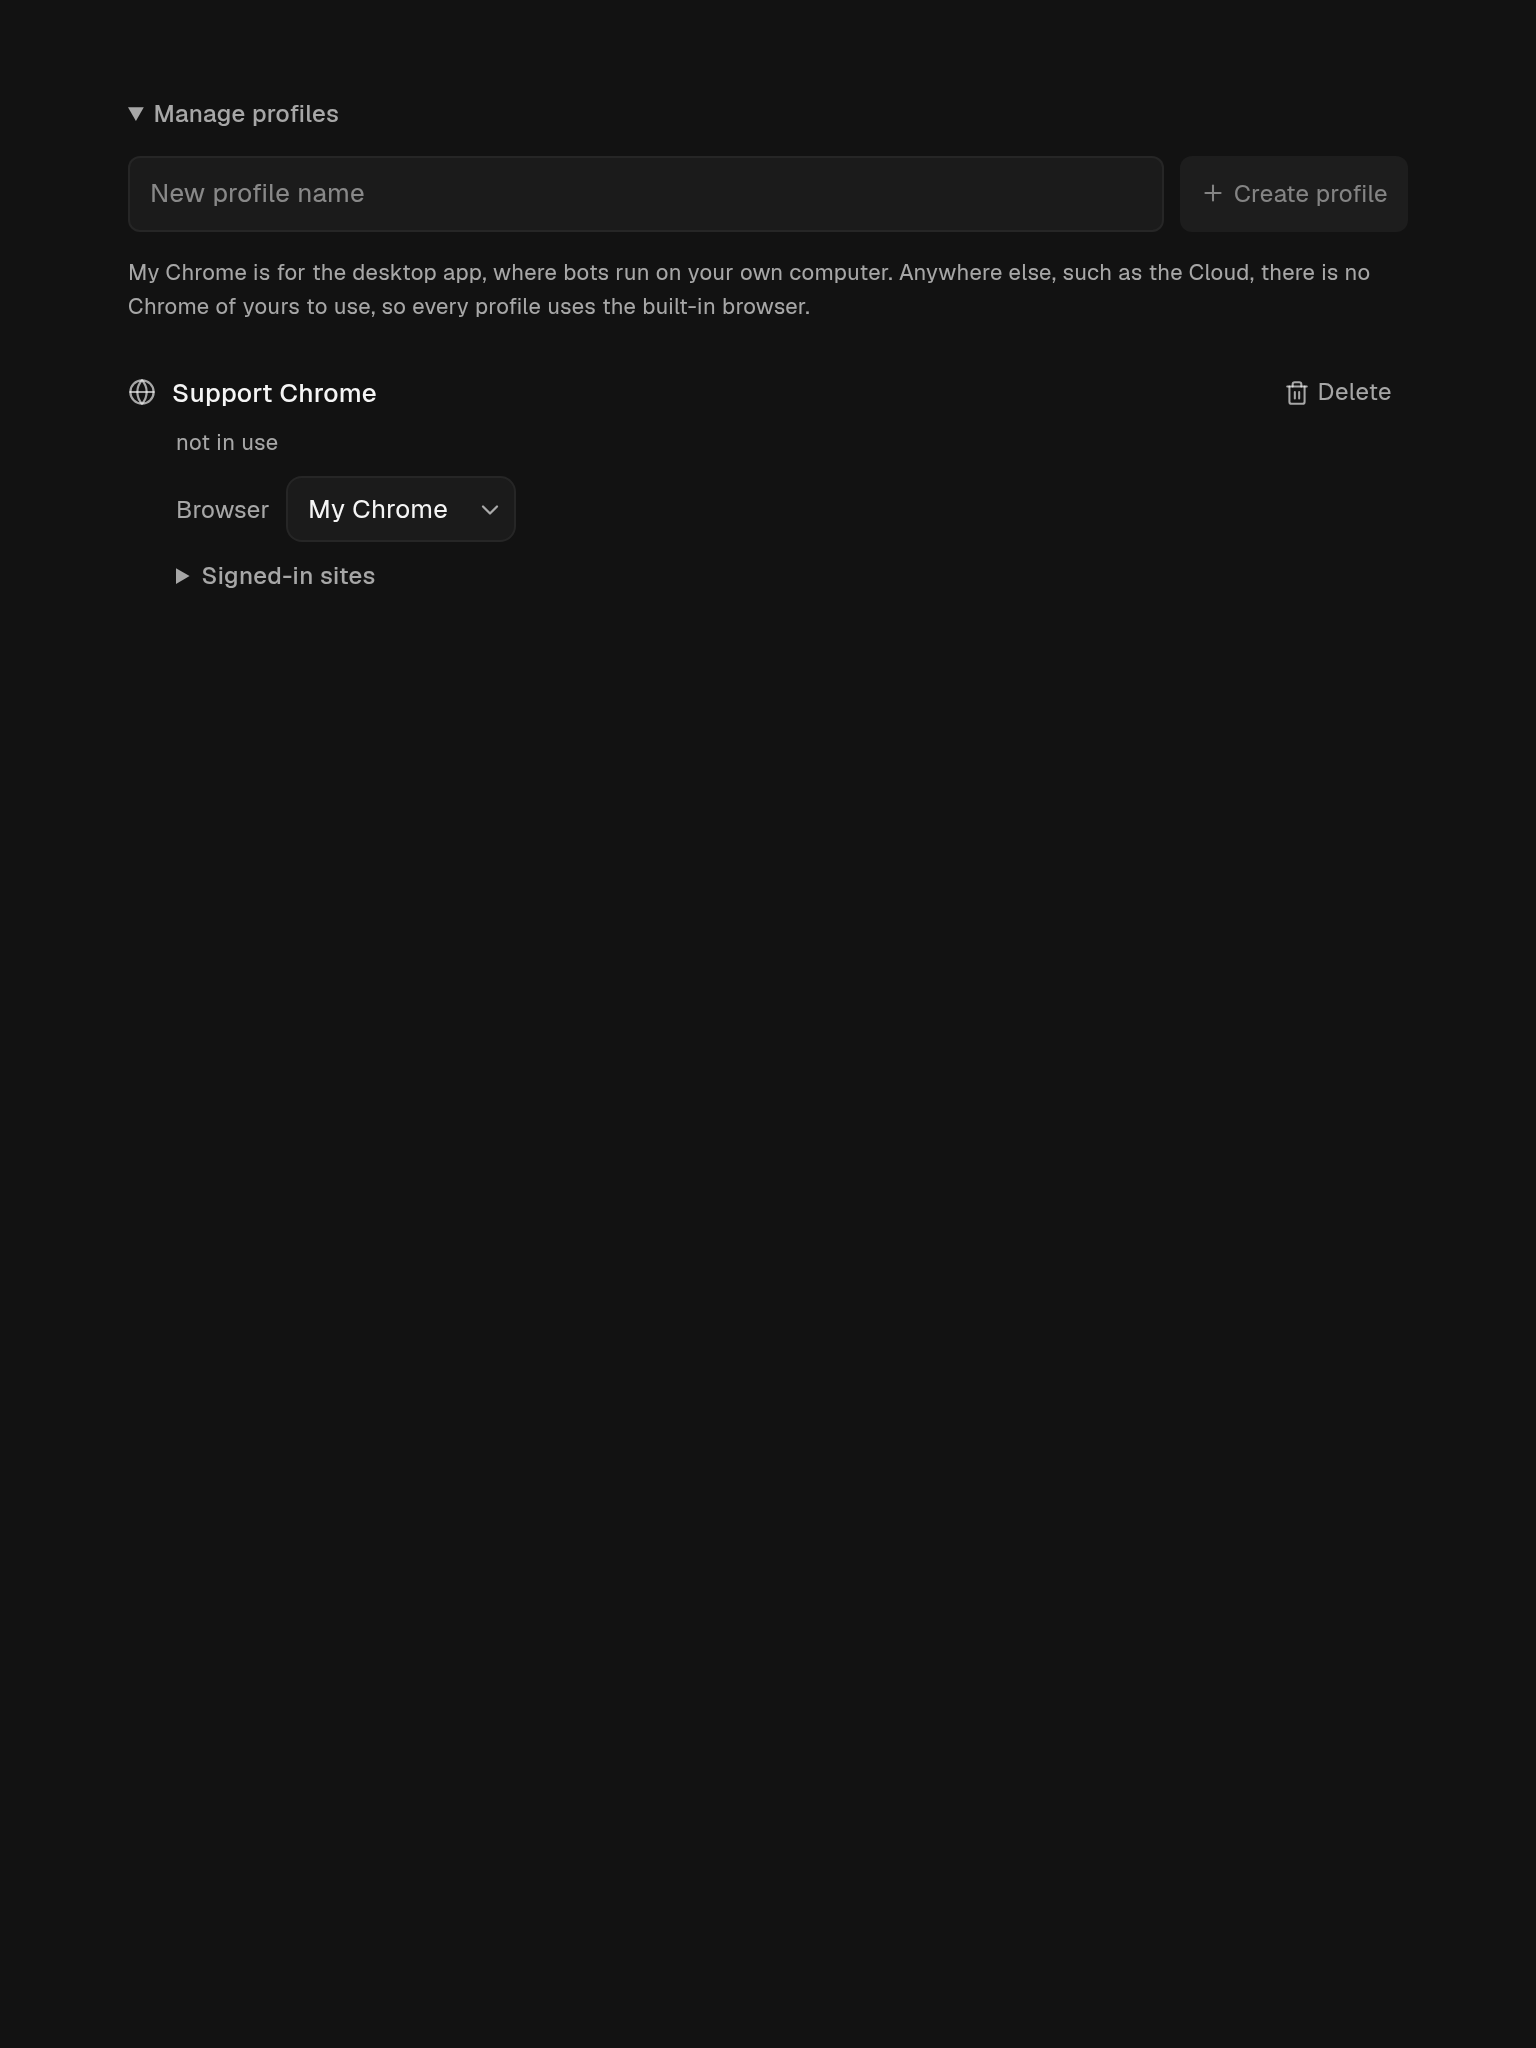 Manage profiles
New profile name
Create profile
My Chrome is for the desktop app, where bots run on your own computer. Anywhere else, such as the Cloud, there is no
Chrome of yours to use, so every profile uses the built-in browser.
Support Chrome
Delete
not in use
Browser
My Chrome
Signed-in sites